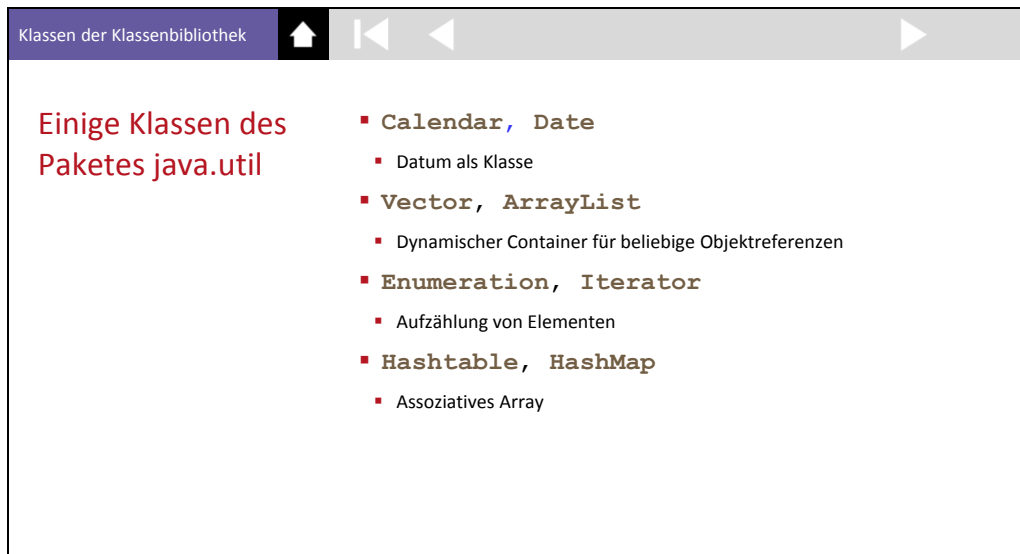 Klassen der Klassenbibliothek
Einige Klassen des
Paketes java.util
Calendar, Date
Datum als Klasse
Vector, ArrayList
Dynamischer Container für beliebige Objektreferenzen
Enumeration, Iterator
Aufzählung von Elementen
Hashtable, HashMap
Assoziatives Array